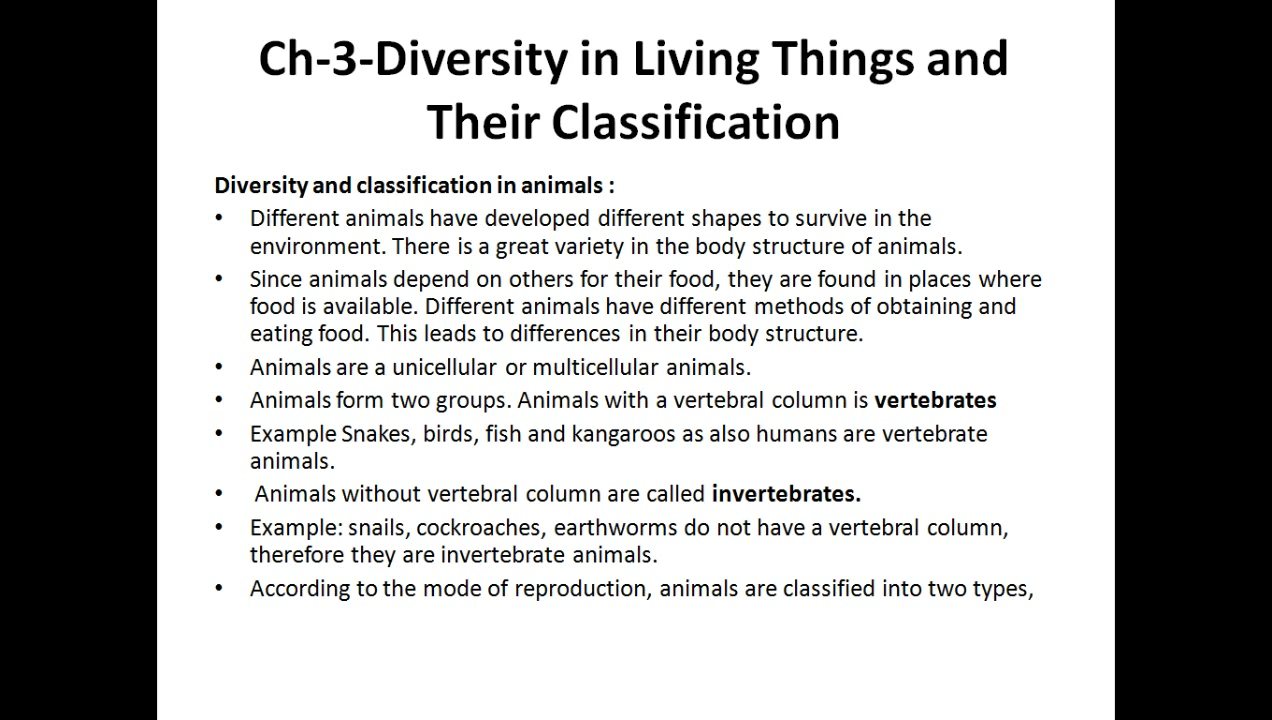 Ch-3-Diversity in Living Things and
Their Classification
Diversity and classification in animals :
• Different animals have developed different shapes to survive in the
environment. There is a great variety in the body structure of animals.
• Since animals depend on others for their food, they are found in places where
food is available. Different animals have different methods of obtaining and
eating food. This leads to differences in their body structure.
• Animals are a unicellular or multicellular animals.
• Animals form two groups. Animals with a vertebral column is vertebrates
• Example Snakes, birds, fish and kangaroos as also humans are vertebrate
animals.
• Animals without vertebral column are called invertebrates.
• Example: snails, cockroaches, earthworms do not have a vertebral column,
therefore they are invertebrate animals.
• According to the mode of reproduction, animals are classified into two types,